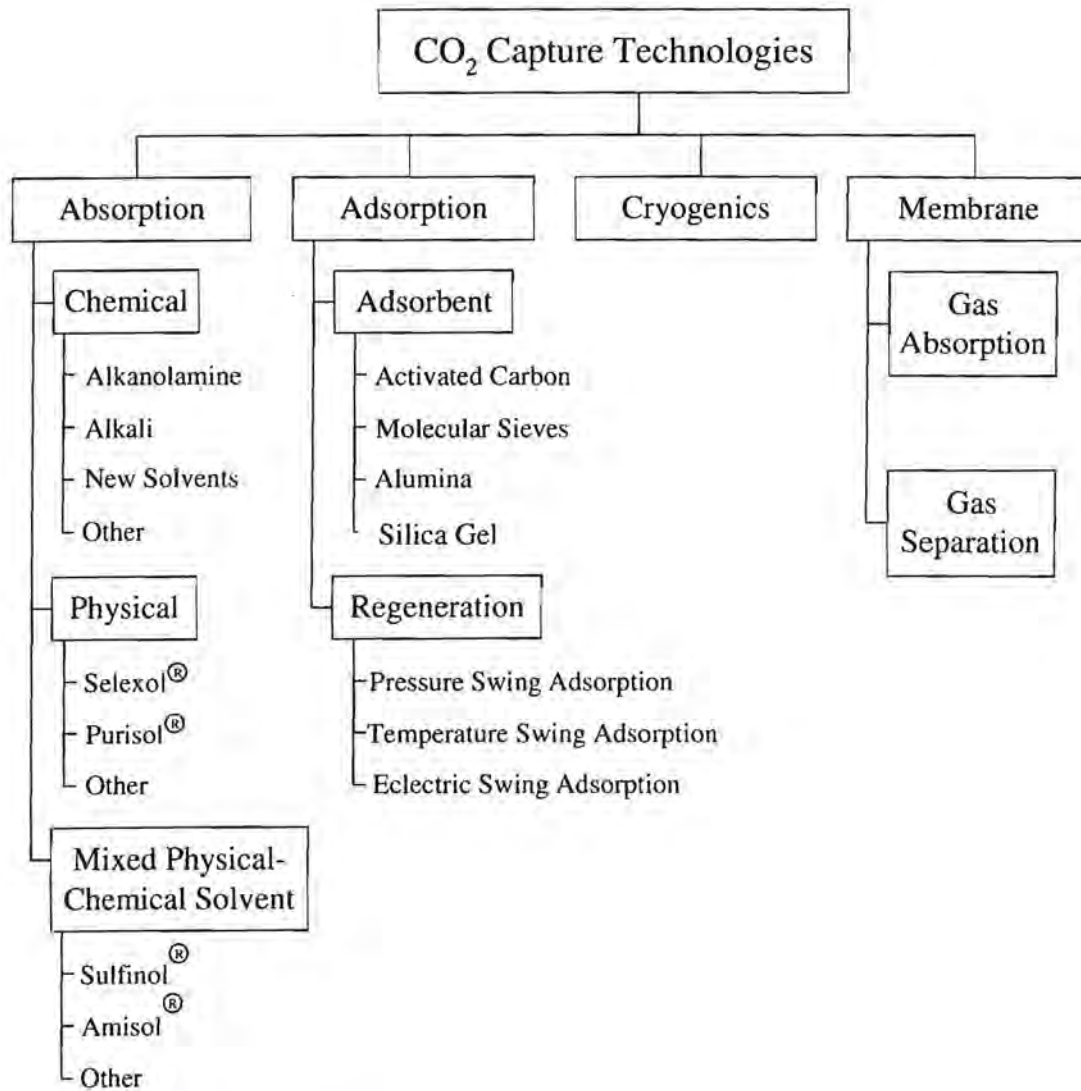 CO₂ Capture Technologies
Absorption
Adsorption
Cryogenics
Membrane
Chemical
Alkanolamine
Alkali
New Solvents
Other
Physical
Selexol®
Purisol®
Other
Mixed Physical-
Chemical Solvent
Sulfinol®
Amisol®
Other
Adsorbent
Activated Carbon
Molecular Sieves
Alumina
Silica Gel
Regeneration
Pressure Swing Adsorption
Temperature Swing Adsorption
Eclectric Swing Adsorption
Gas
Absorption
Gas
Separation